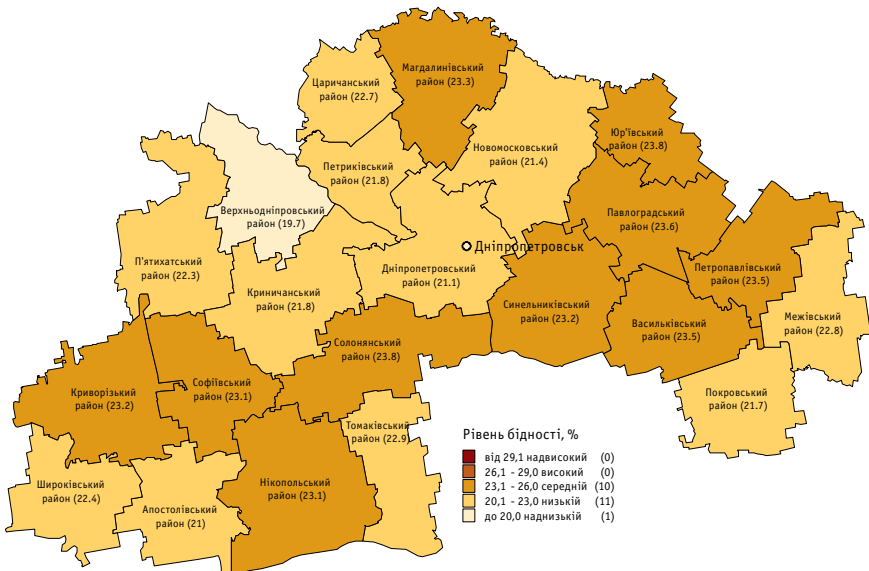 Царичанський
район (22.7)
Магдалинівський
район (23.3)
Юр'ївський
район (23.8)
Новомосковський
район (21.4)
Петриківський
район (21.8)
Верхньодніпровський
район (19.7)
Павлоградський
район (23.6)
Дніпропетровськ
П'ятихатський
район (22.3)
Дніпропетровський
район (21.1)
Петропавлівський
район (23.5)
Криничанський
район (21.8)
Синельниківський
район (23.2)
Васильківський
район (23.5)
Межівський
район (22.8)
Солонянський
район (23.8)
Софіївський
район (23.1)
Криворізький
район (23.2)
Покровський
район (21.7)
Томаківський
район (22.9)
Широківський
район (22.4)
Апостолівський
район (21)
Нікопольський
район (23.1)
Рівень бідності, %
від 29,1 надвисокий (0)
26,1 - 29,0 високий (0)
23,1 - 26,0 середній (10)
20,1 - 23,0 низькій (11)
до 20,0 наднизькій (1)